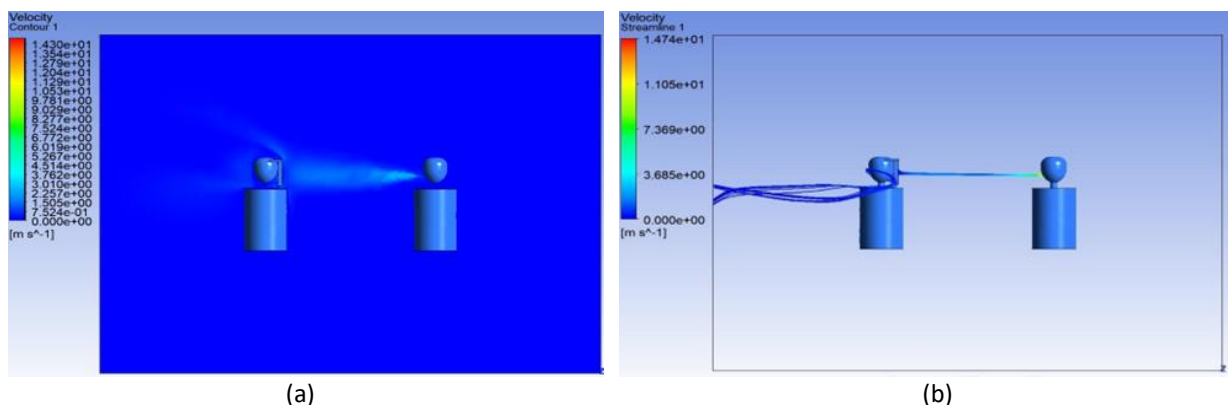 Velocity
Contour 1
1.430e+01
1.354e+01
1.279e+01
1.204e+01
1.129e+01
1.053e+01
9.781e+00
9.029e+00
8.277e+00
7.524e+00
6.772e+00
6.019e+00
5.267e+00
4.514e+00
3.762e+00
3.010e+00
2.257e+00
1.505e+00
7.524e-01
0.000e+00
[m s^-1]
z
(a)
Velocity
Streamline 1
1.474e+01
1.105e+01
7.369e+00
3.685e+00
0.000e+00
[m s^-1]
z
(b)